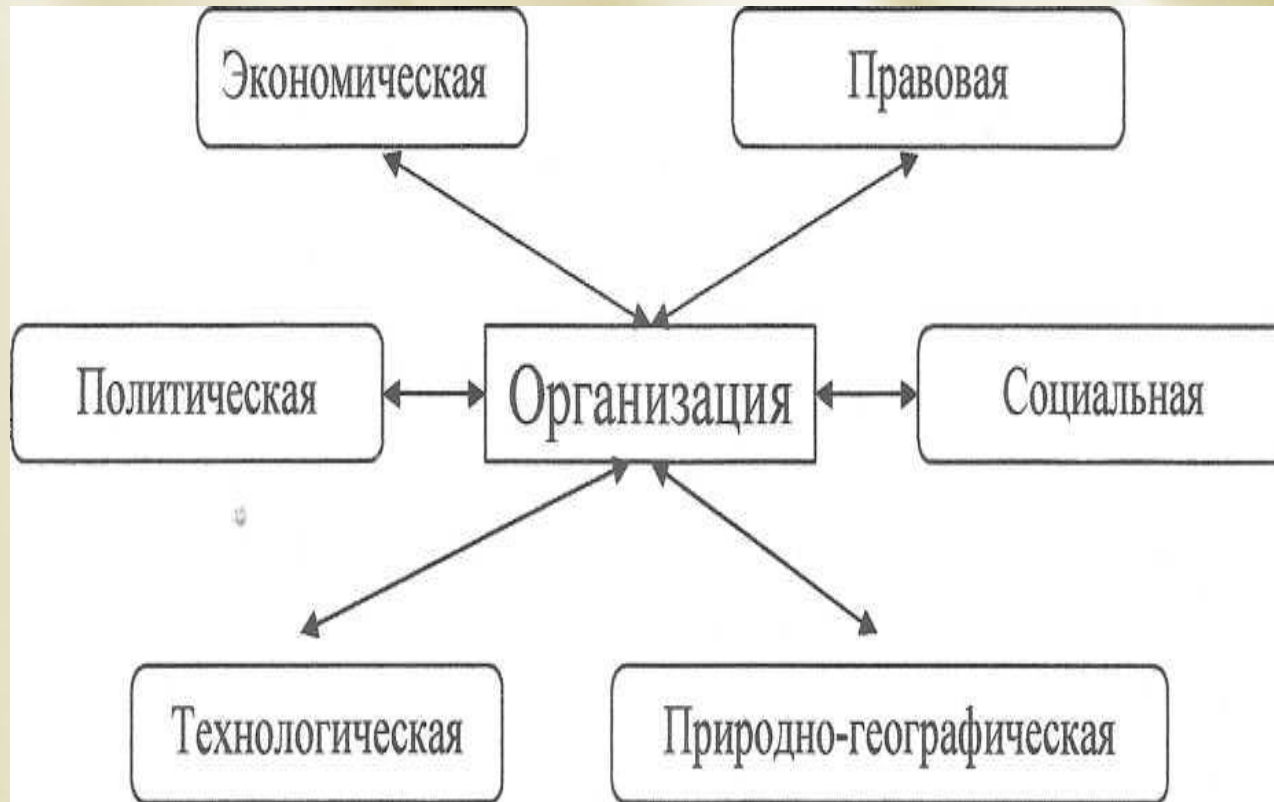 Экономическая
Правовая
Политическая
Организация
Социальная
Технологическая
Природно-географическая